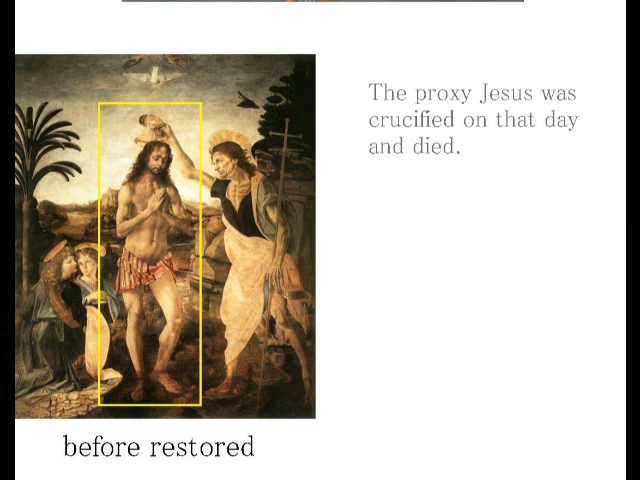 The proxy Jesus was
crucified on that day
and died.
before restored